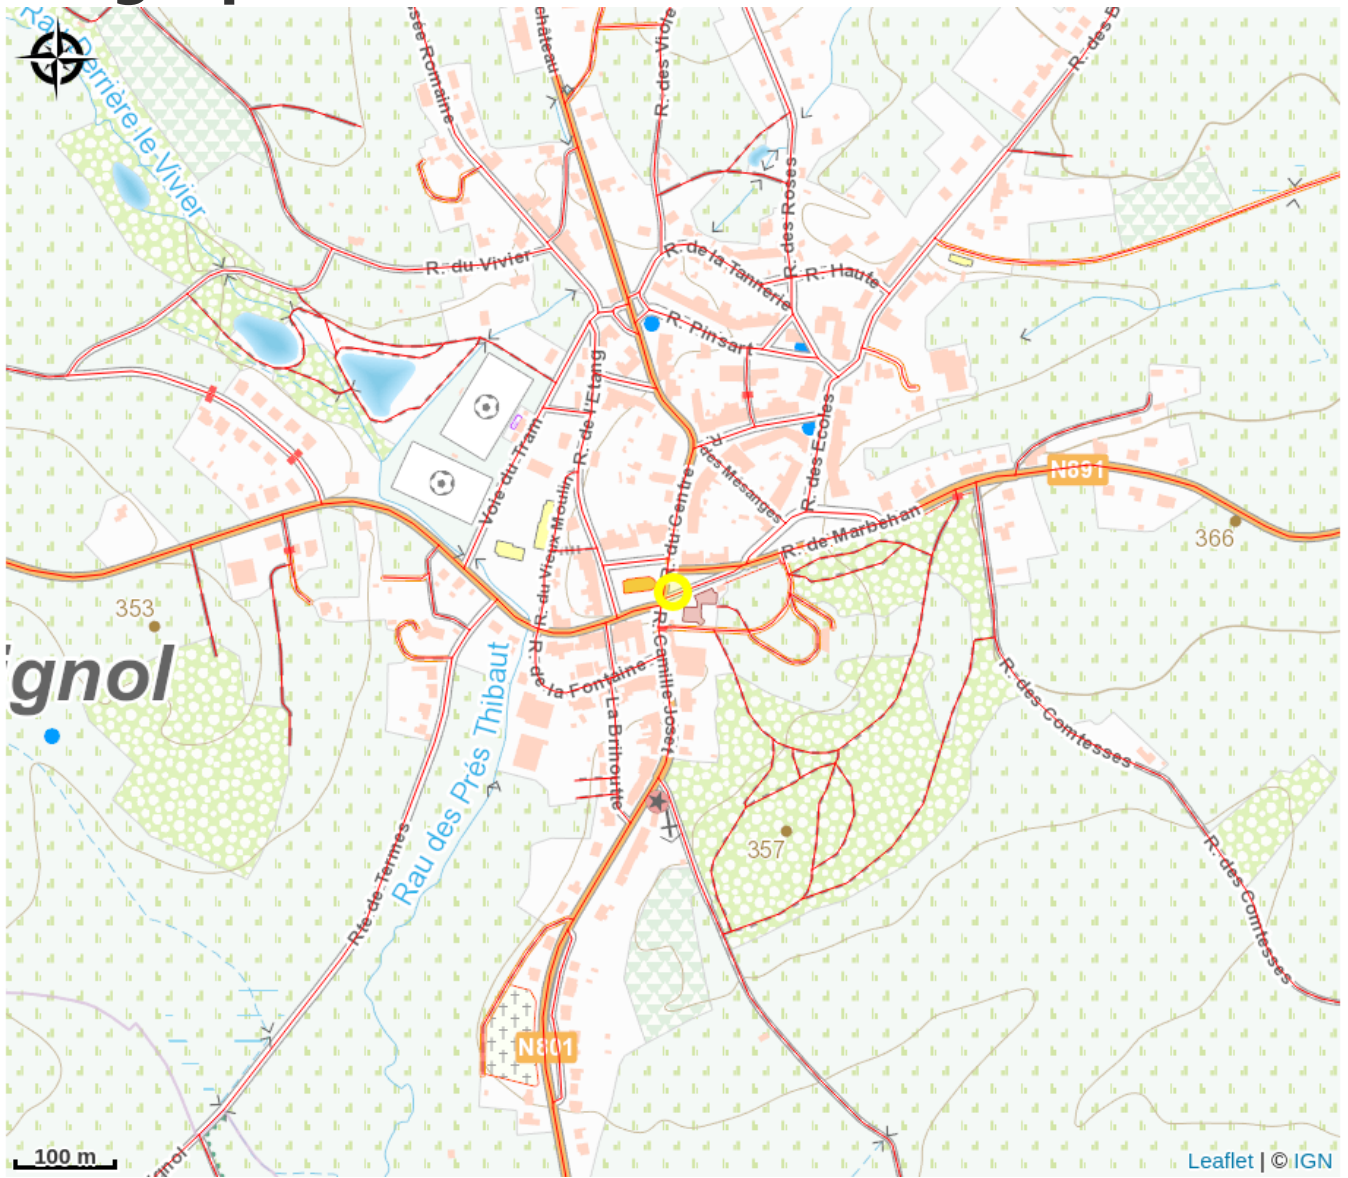 Rau Derrière le Vivier
sée Romaine
château
R. des Viole
R. des B
R. du Vivier
R. de la Tannerie
R. des Roses
R. Haute
R. Pinsart
R. de l'Etang
Voie du Tram
R. du Vieux Moulin
R. du Centre
R. des Mésanges
R. des Ecoles
R. de Marbehan
N891
366
353
ignol
R. Camille Joset
R. de la Fontaine
La Brihoutte
Rau des Prés Thibaut
R. des Comtesses
R. des Comtesses
357
Rte de Termes
N801
ignol
100 m
Leaflet | © IGN